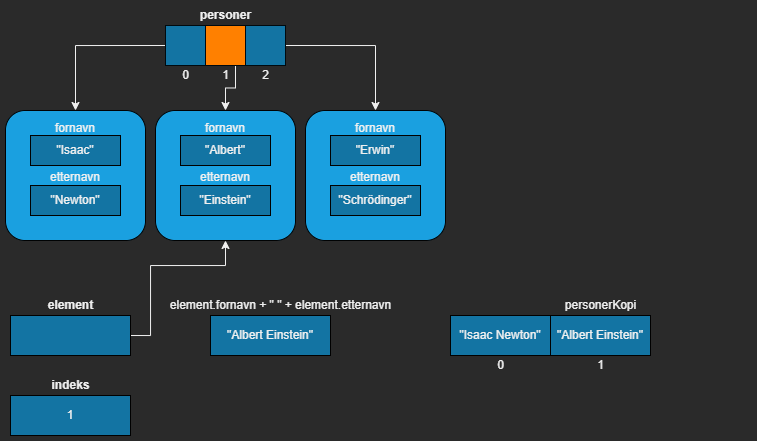 personer
0 1 2
fornavn fornavn fornavn
"Isaac" "Albert" "Erwin"
etternavn etternavn etternavn
"Newton" "Einstein" "Schrödinger"
element element.fornavn + " " + element.etternavn personerKopi
"Albert Einstein" "Isaac Newton" "Albert Einstein"
0 1
indeks
1